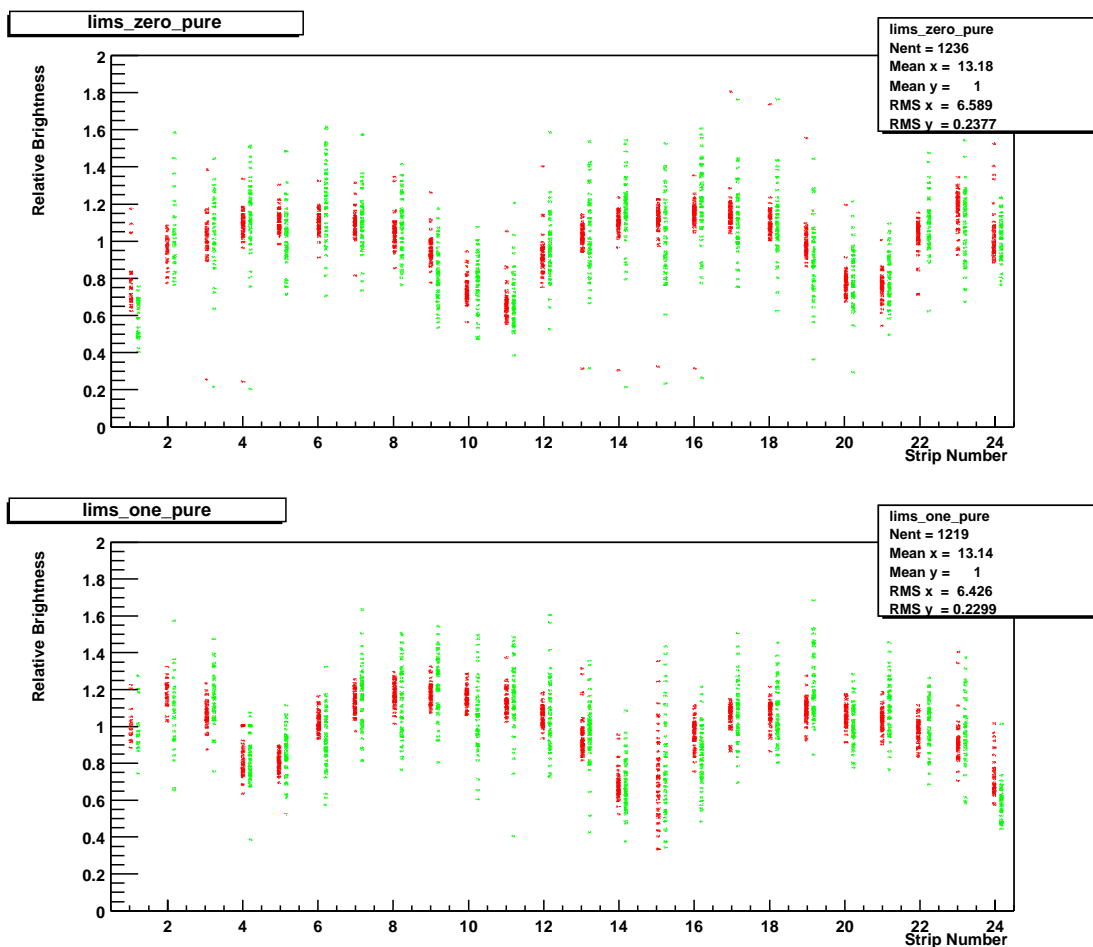 lims_zero_pure
lims_zero_pure
Nent = 1236
Mean x = 13.18
Mean y = 1
RMS x = 6.589
RMS y = 0.2377
Relative Brightness
2
1.8
1.6
1.4
1.2
1
0.8
0.6
0.4
0.2
0
2 4 6 8 10 12 14 16 18 20 22 24
Strip Number
lims_one_pure
lims_one_pure
Nent = 1219
Mean x = 13.14
Mean y = 1
RMS x = 6.426
RMS y = 0.2299
Relative Brightness
2
1.8
1.6
1.4
1.2
1
0.8
0.6
0.4
0.2
0
2 4 6 8 10 12 14 16 18 20 22 24
Strip Number